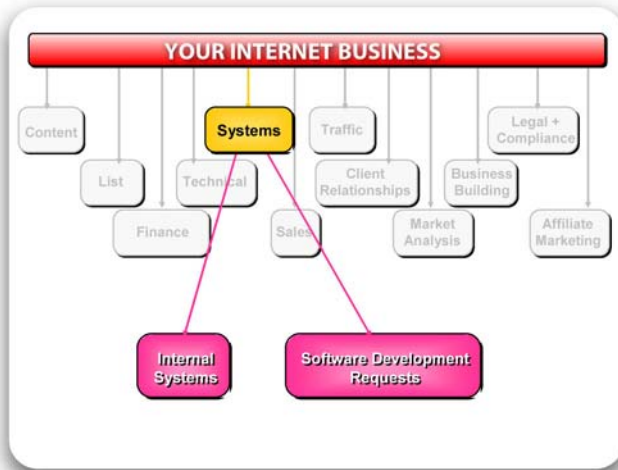 YOUR INTERNET BUSINESS
Content
Systems
Traffic
Legal +
Compliance
List
Technical
Client
Relationships
Business
Building
Finance
Sales
Market
Analysis
Affiliate
Marketing
Internal
Systems
Software Development
Requests